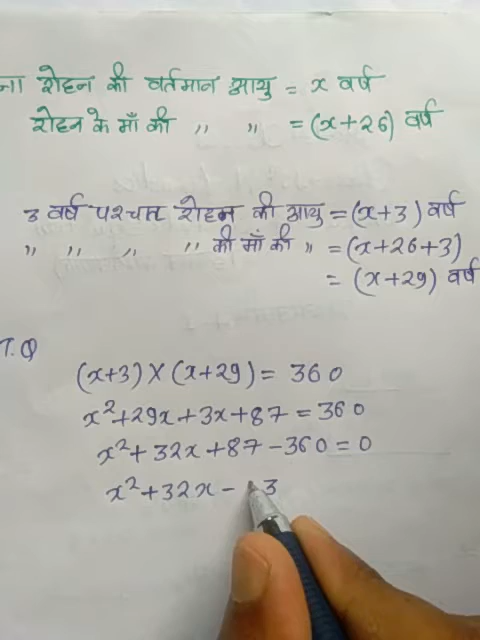 ना रोहन की वर्तमान आयु = x वर्ष
रोहन के माँ की ,, ,, = (x+26) वर्ष
3 वर्ष पश्चात रोहन की आयु = (x+3) वर्ष
,, ,, ,, ,, की माँ की ,, = (x+26+3)
= (x+29) वर्ष
T.Q
(x+3) X (x+29) = 360
x²+29x+3x+87 = 360
x²+32x+87-360 = 0
x²+32x-